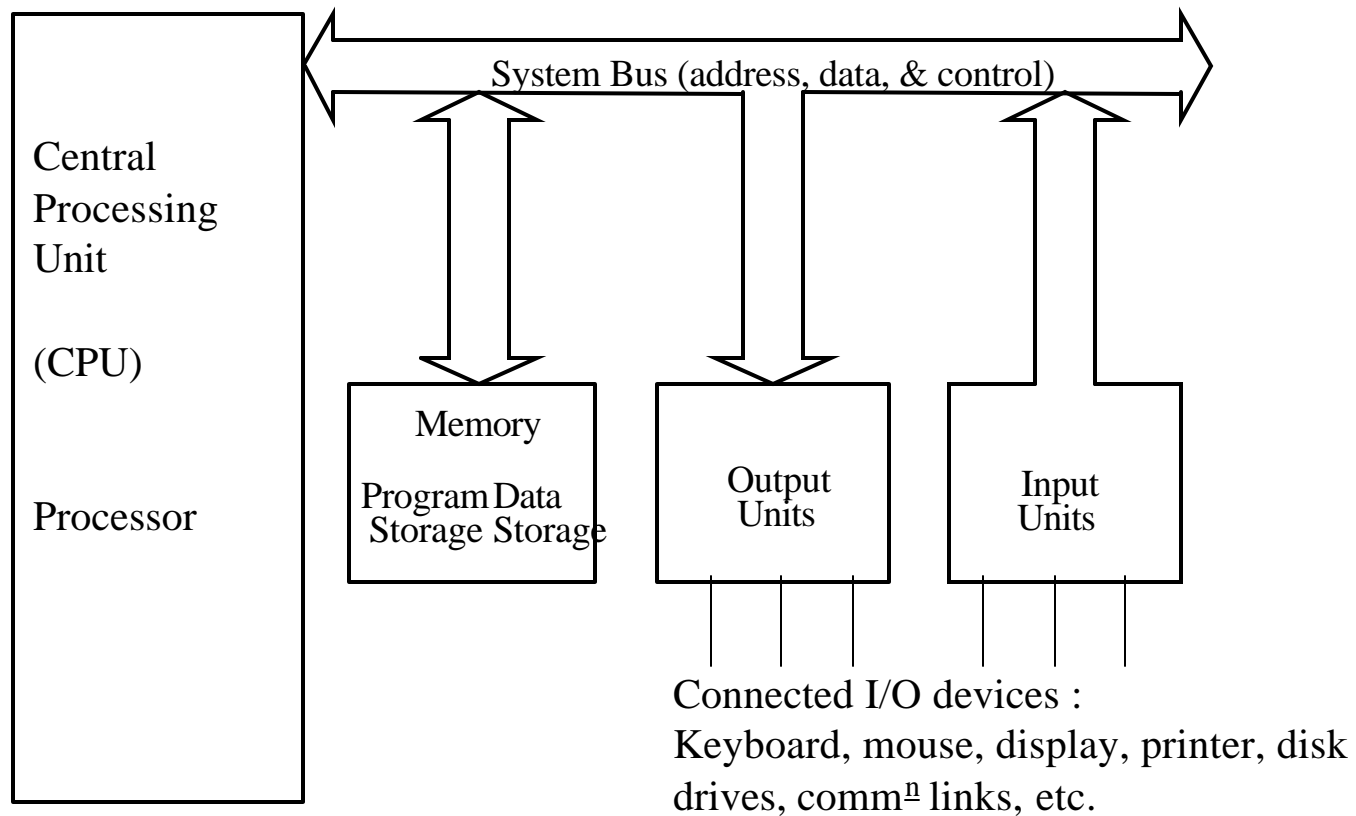 System Bus (address, data, & control)
Central
Processing
Unit
(CPU)
Processor
Memory
Program Data
Storage Storage
Output
Units
Input
Units
Connected I/O devices :
Keyboard, mouse, display, printer, disk
drives, commⁿ links, etc.